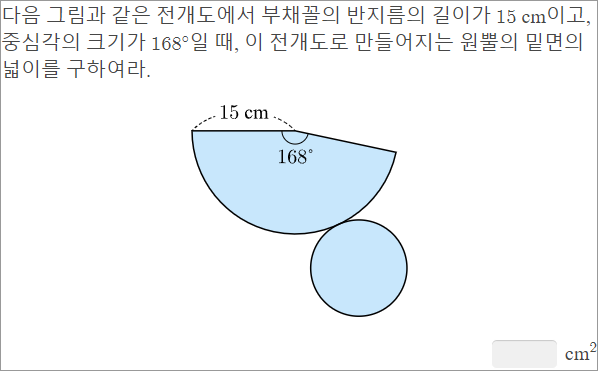 다음 그림과 같은 전개도에서 부채꼴의 반지름의 길이가 15 cm이고,
중심각의 크기가 168°일 때, 이 전개도로 만들어지는 원뿔의 밑면의
넓이를 구하여라.
15 cm
168°
cm²